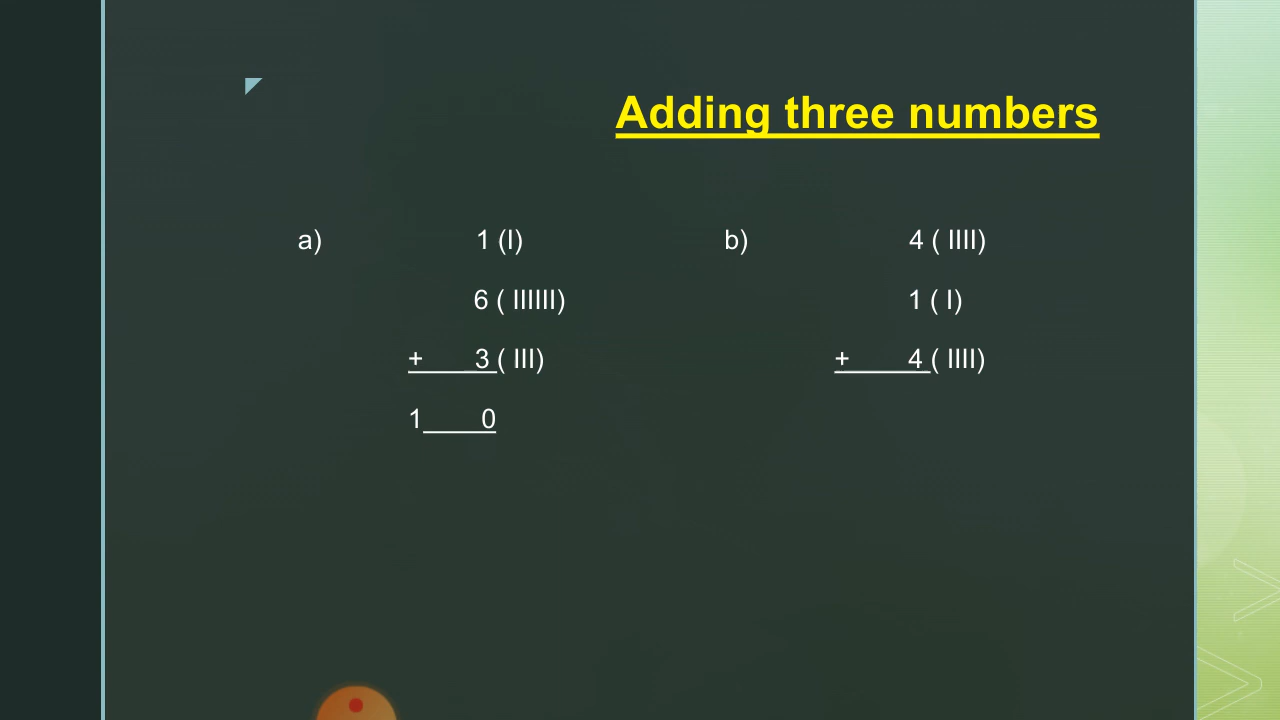 Adding three numbers
a) 1 (I) b) 4 ( IIII)
6 ( IIIIII) 1 ( I)
+ 3 ( III) + 4 ( IIII)
1 0